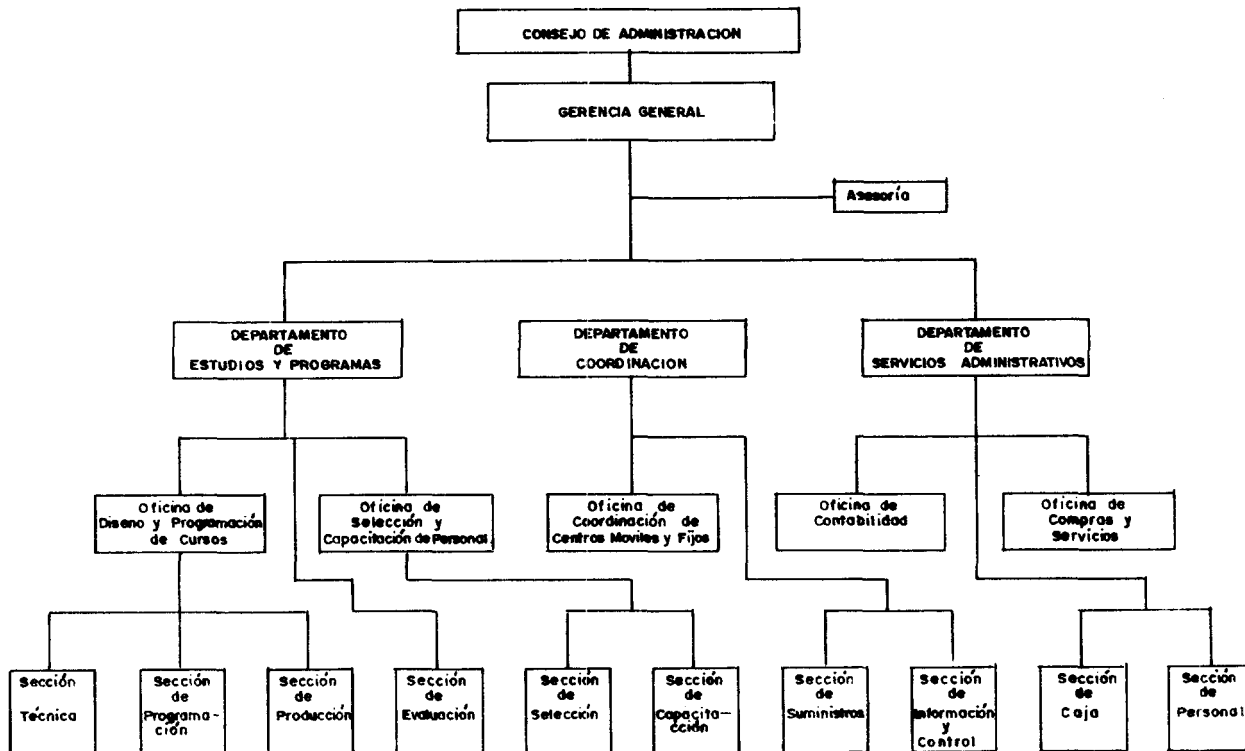 CONSEJO DE ADMINISTRACION
GERENCIA GENERAL
Asesoría
DEPARTAMENTO
DE
ESTUDIOS Y PROGRAMAS
DEPARTAMENTO
DE
COORDINACION
DEPARTAMENTO
DE
SERVICIOS ADMINISTRATIVOS
Oficina de
Diseno y Programación
de Cursos
Oficina de
Selección y
Capacitación de Personal
Oficina de
Coordinación de
Centros Moviles y Fijos
Oficina de
Contabilidad
Oficina de
Compras y
Servicios
Sección
Técnica
Sección
de
Programa-
ción
Sección
de
Producción
Sección
de
Evaluación
Sección
de
Selección
Sección
de
Capacita-
cción
Sección
de
Suministros
Sección
de
Información
y
Control
Sección
de
Caja
Sección
de
Personal